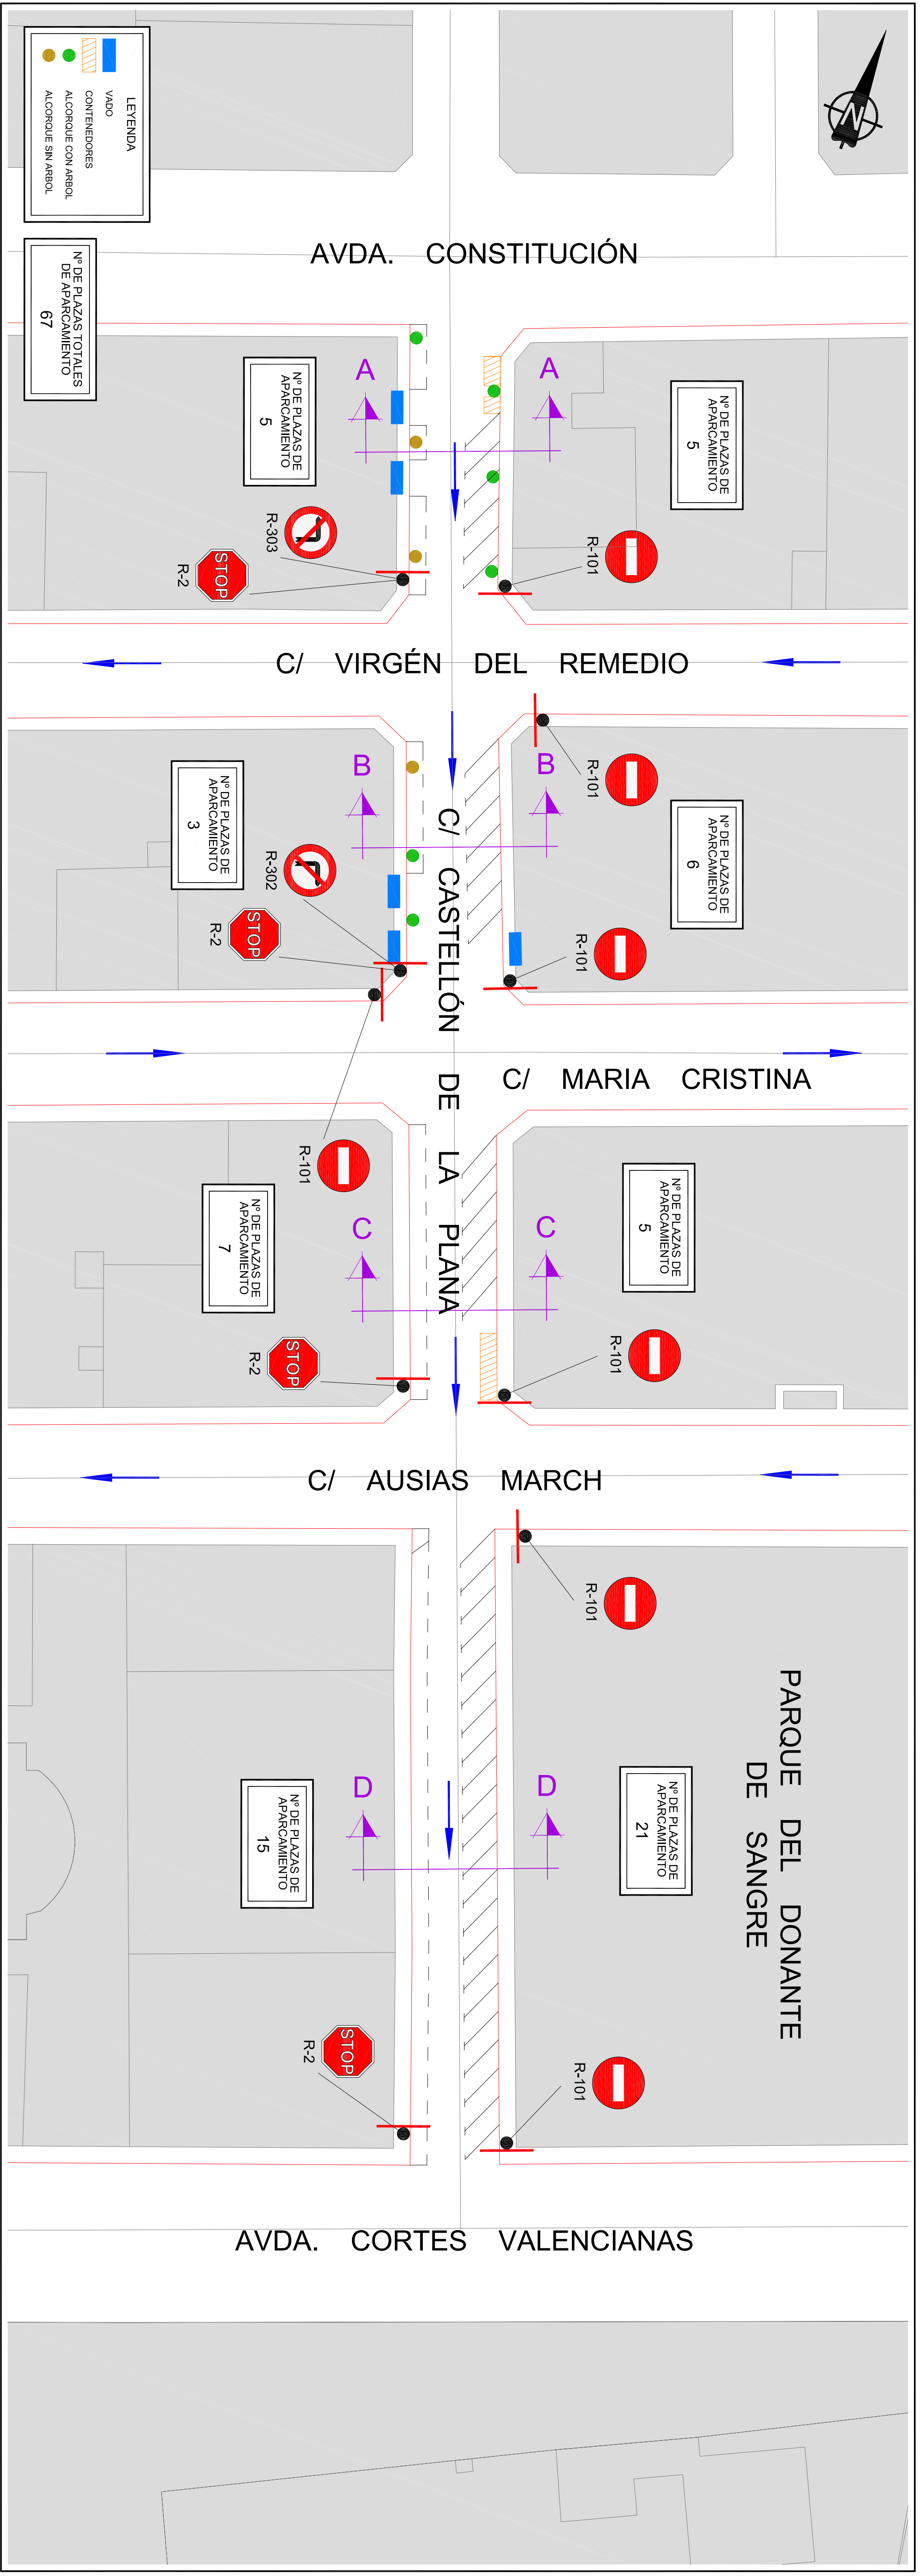 LEYENDA
VADO
CONTENEDORES
ALCORQUE CON ARBOL
ALCORQUE SIN ARBOL
Nº DE PLAZAS TOTALES
DE APARCAMIENTO
67
N
AVDA. CONSTITUCIÓN
A
A
Nº DE PLAZAS DE
APARCAMIENTO
5
Nº DE PLAZAS DE
APARCAMIENTO
5
R-303
STOP
R-2
R-101
C/ VIRGÉN DEL REMEDIO
R-101
B
B
Nº DE PLAZAS DE
APARCAMIENTO
3
Nº DE PLAZAS DE
APARCAMIENTO
6
R-302
STOP
R-2
R-101
C/ CASTELLÓN DE LA PLANA
C/ MARIA CRISTINA
R-101
Nº DE PLAZAS DE
APARCAMIENTO
7
Nº DE PLAZAS DE
APARCAMIENTO
5
C
C
STOP
R-2
R-101
C/ AUSIAS MARCH
R-101
PARQUE DEL DONANTE
DE SANGRE
D
D
Nº DE PLAZAS DE
APARCAMIENTO
15
Nº DE PLAZAS DE
APARCAMIENTO
21
STOP
R-2
R-101
AVDA. CORTES VALENCIANAS